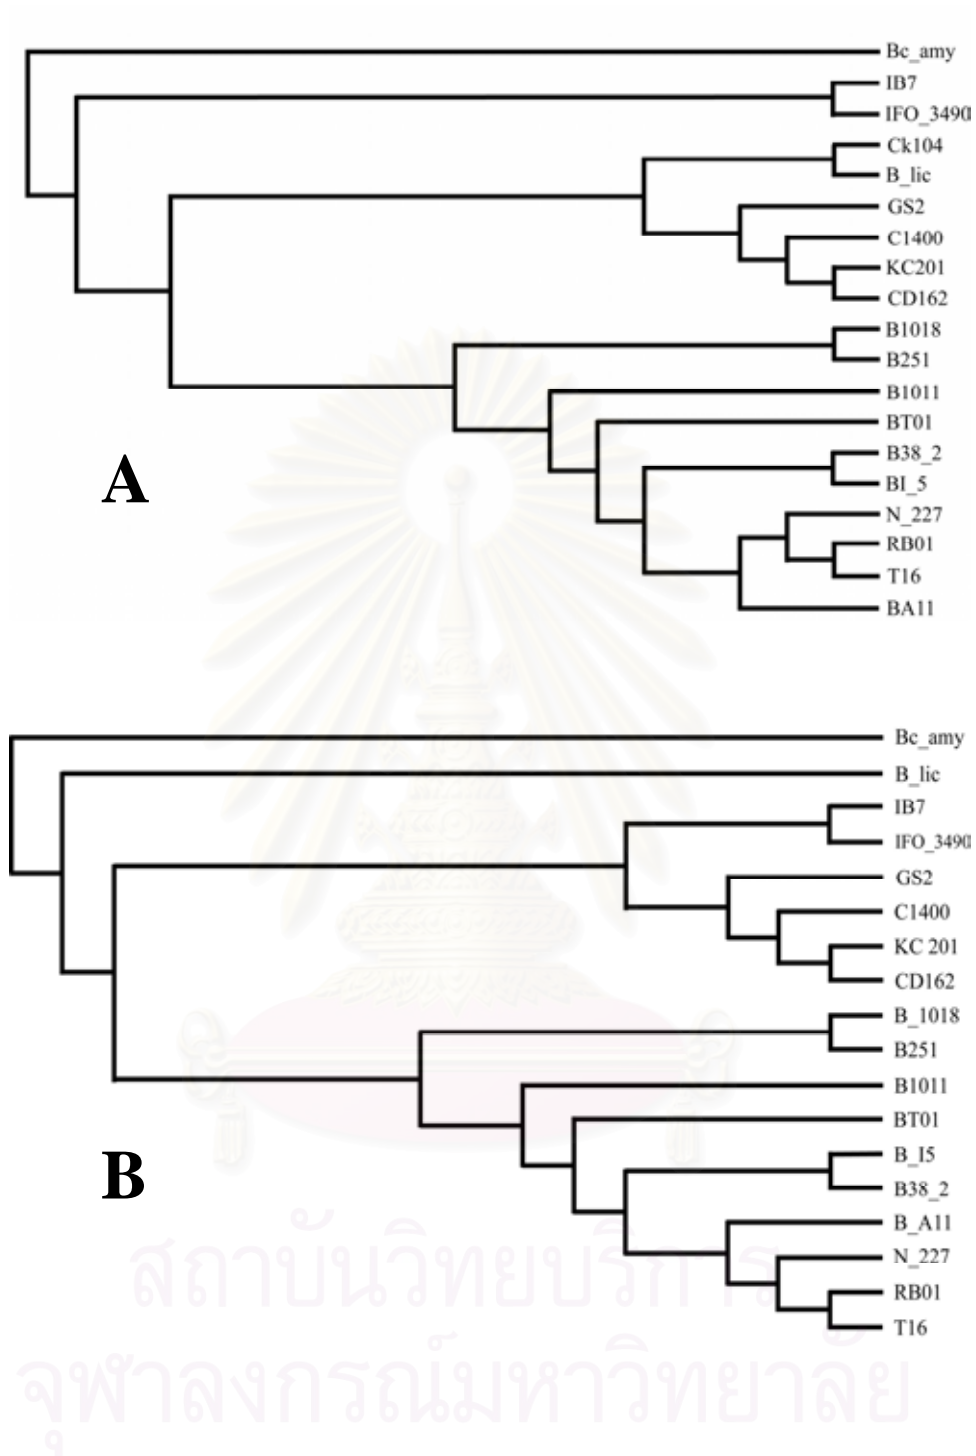 Bc_amy
IB7
IFO_3490
Ck104
B_lic
GS2
C1400
KC201
CD162
B1018
B251
B1011
BT01
B38_2
BI_5
N_227
RB01
T16
BA11
A
Bc_amy
B_lic
IB7
IFO_3490
GS2
C1400
KC 201
CD162
B_1018
B251
B1011
BT01
B_I5
B38_2
B_A11
N_227
RB01
T16
B
สถาบันวิทยบริการ
จุฬาลงกรณ์มหาวิทยาลัย